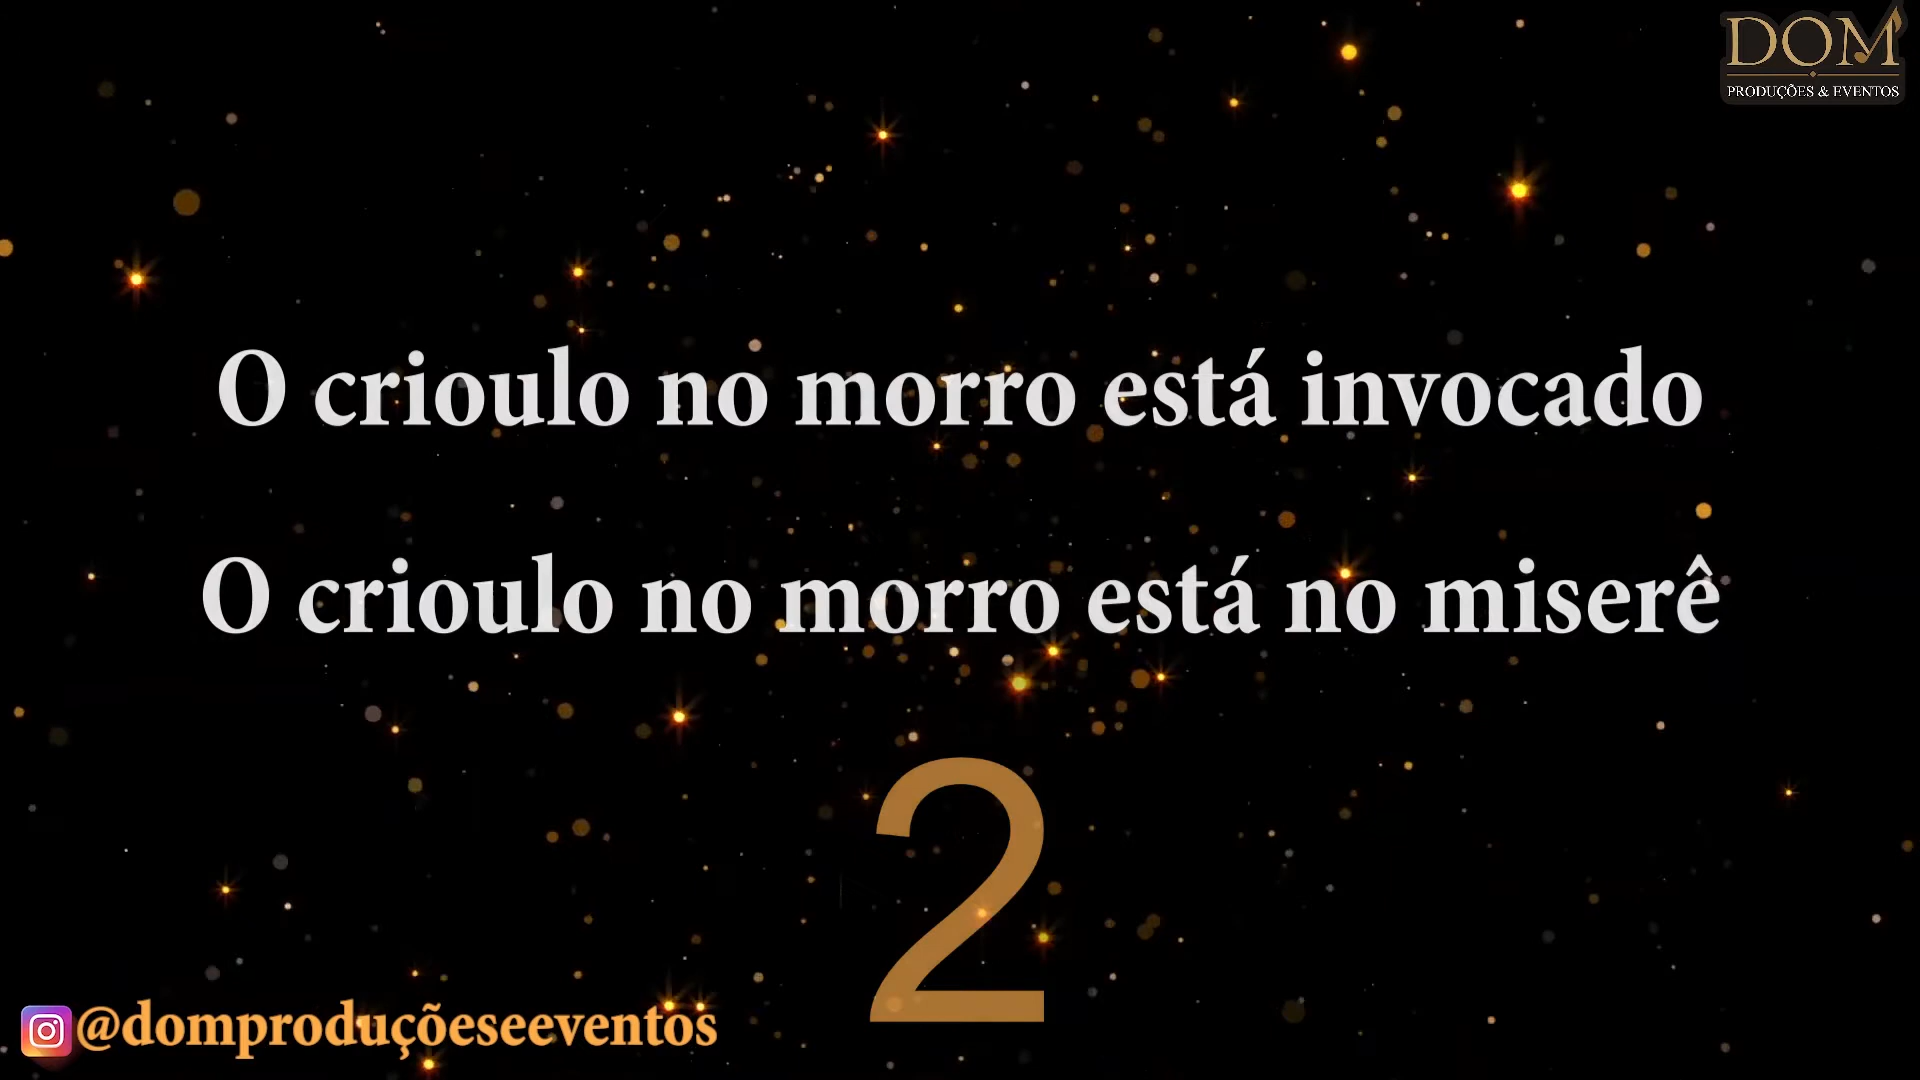 DOM
PRODUÇÕES & EVENTOS
O crioulo no morro está invocado
O crioulo no morro está no miserê
2
@domproduçõeseeventos